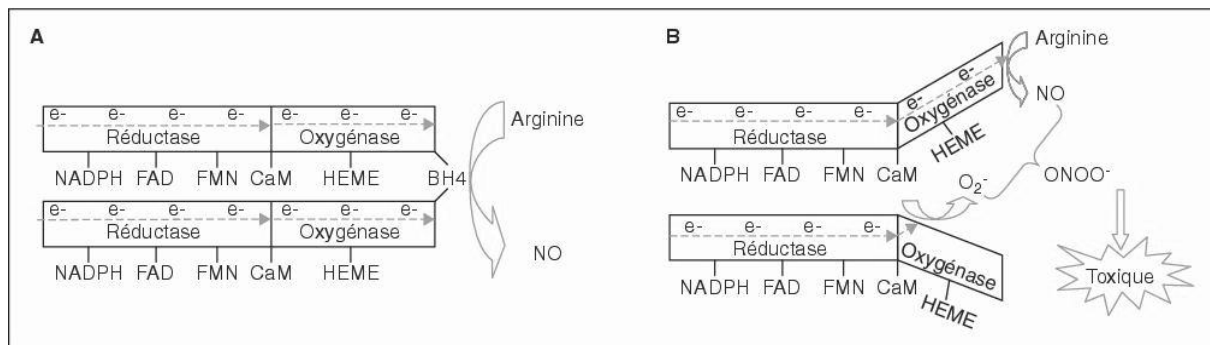 A
e- e- e- e- e- e- e-
Réductase Oxygénase
NADPH FAD FMN CaM HEME
Arginine
BH4
e- e- e- e- e- e- e-
Réductase Oxygénase
NADPH FAD FMN CaM HEME
NO
B
Arginine
e- e- e- e- e- e-
Réductase Oxygénase
NADPH FAD FMN CaM HEME
NO
O2-
ONOO-
e- e- e- e-
Réductase Oxygénase
NADPH FAD FMN CaM HEME
Toxique